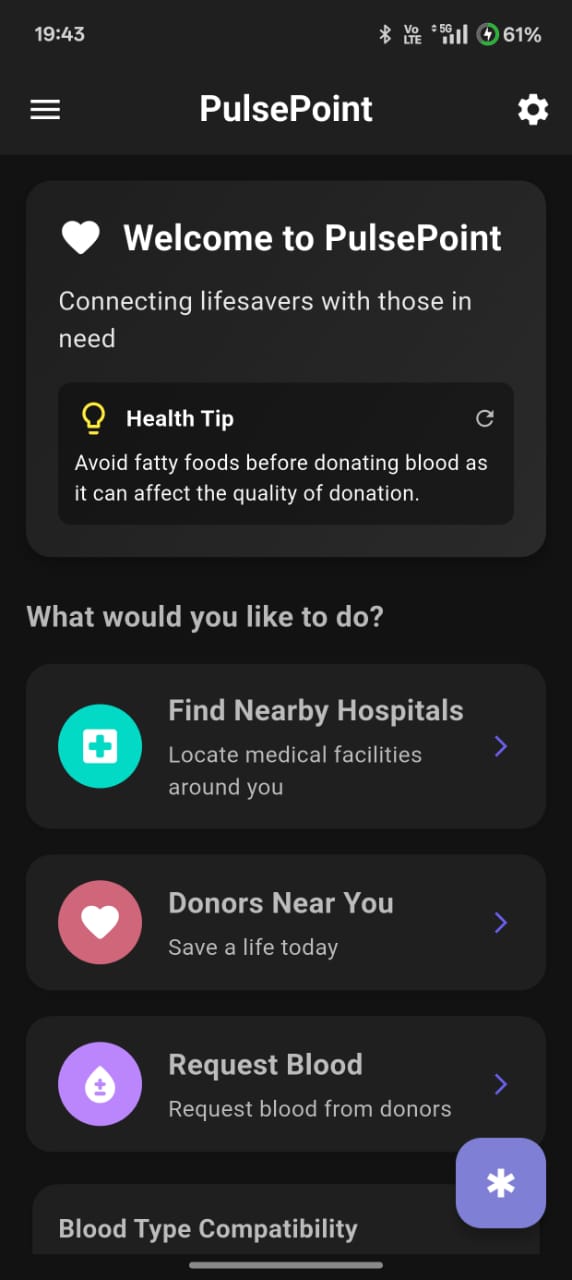 19:43
Vo LTE 5G 61%
PulsePoint
Welcome to PulsePoint
Connecting lifesavers with those in
need
Health Tip
Avoid fatty foods before donating blood as
it can affect the quality of donation.
What would you like to do?
Find Nearby Hospitals
Locate medical facilities
around you
Donors Near You
Save a life today
Request Blood
Request blood from donors
Blood Type Compatibility